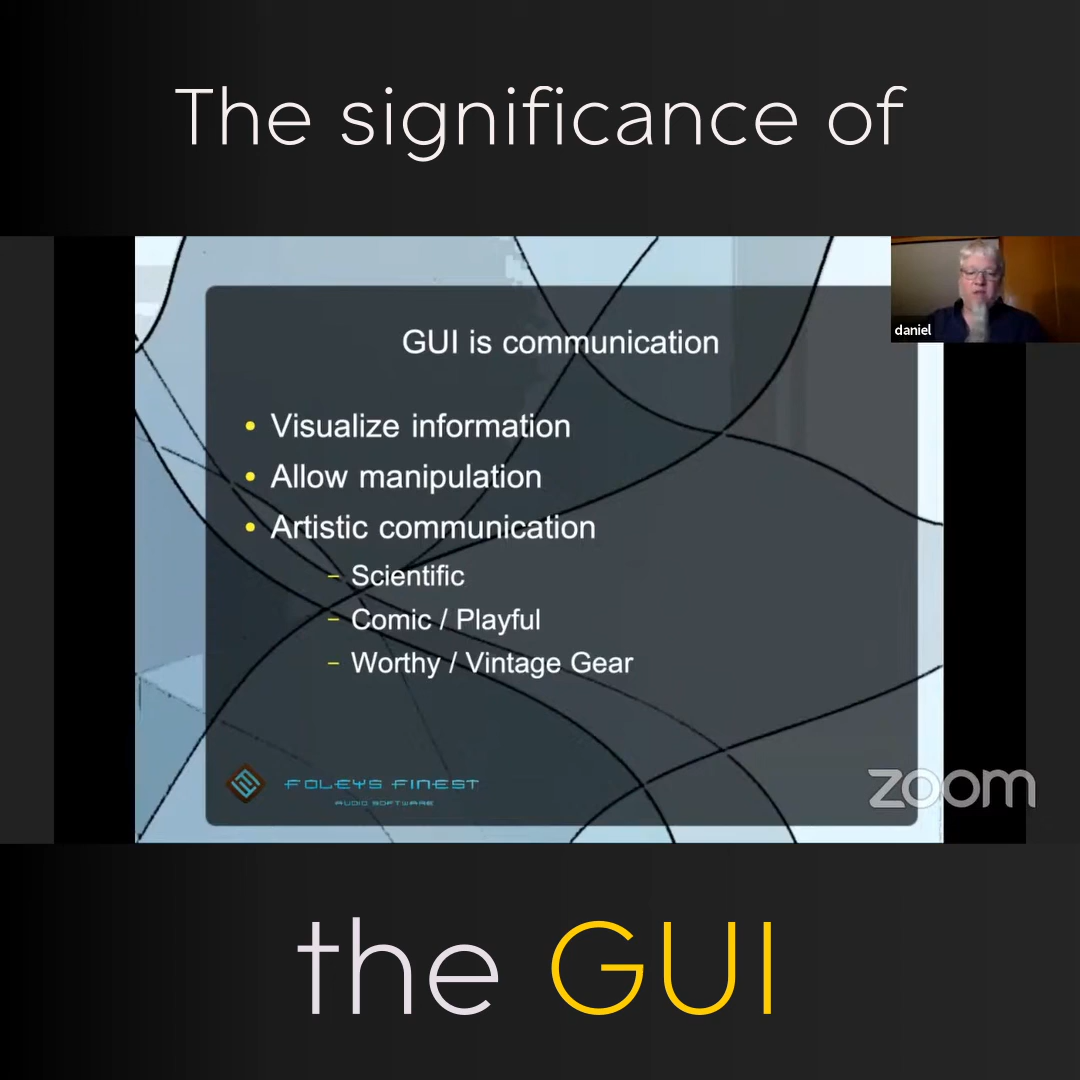 The significance of
daniel
GUI is communication
• Visualize information
• Allow manipulation
• Artistic communication
– Scientific
– Comic / Playful
– Worthy / Vintage Gear
FOLEYS FINEST
AUDIO SOFTWARE
zoom
the GUI